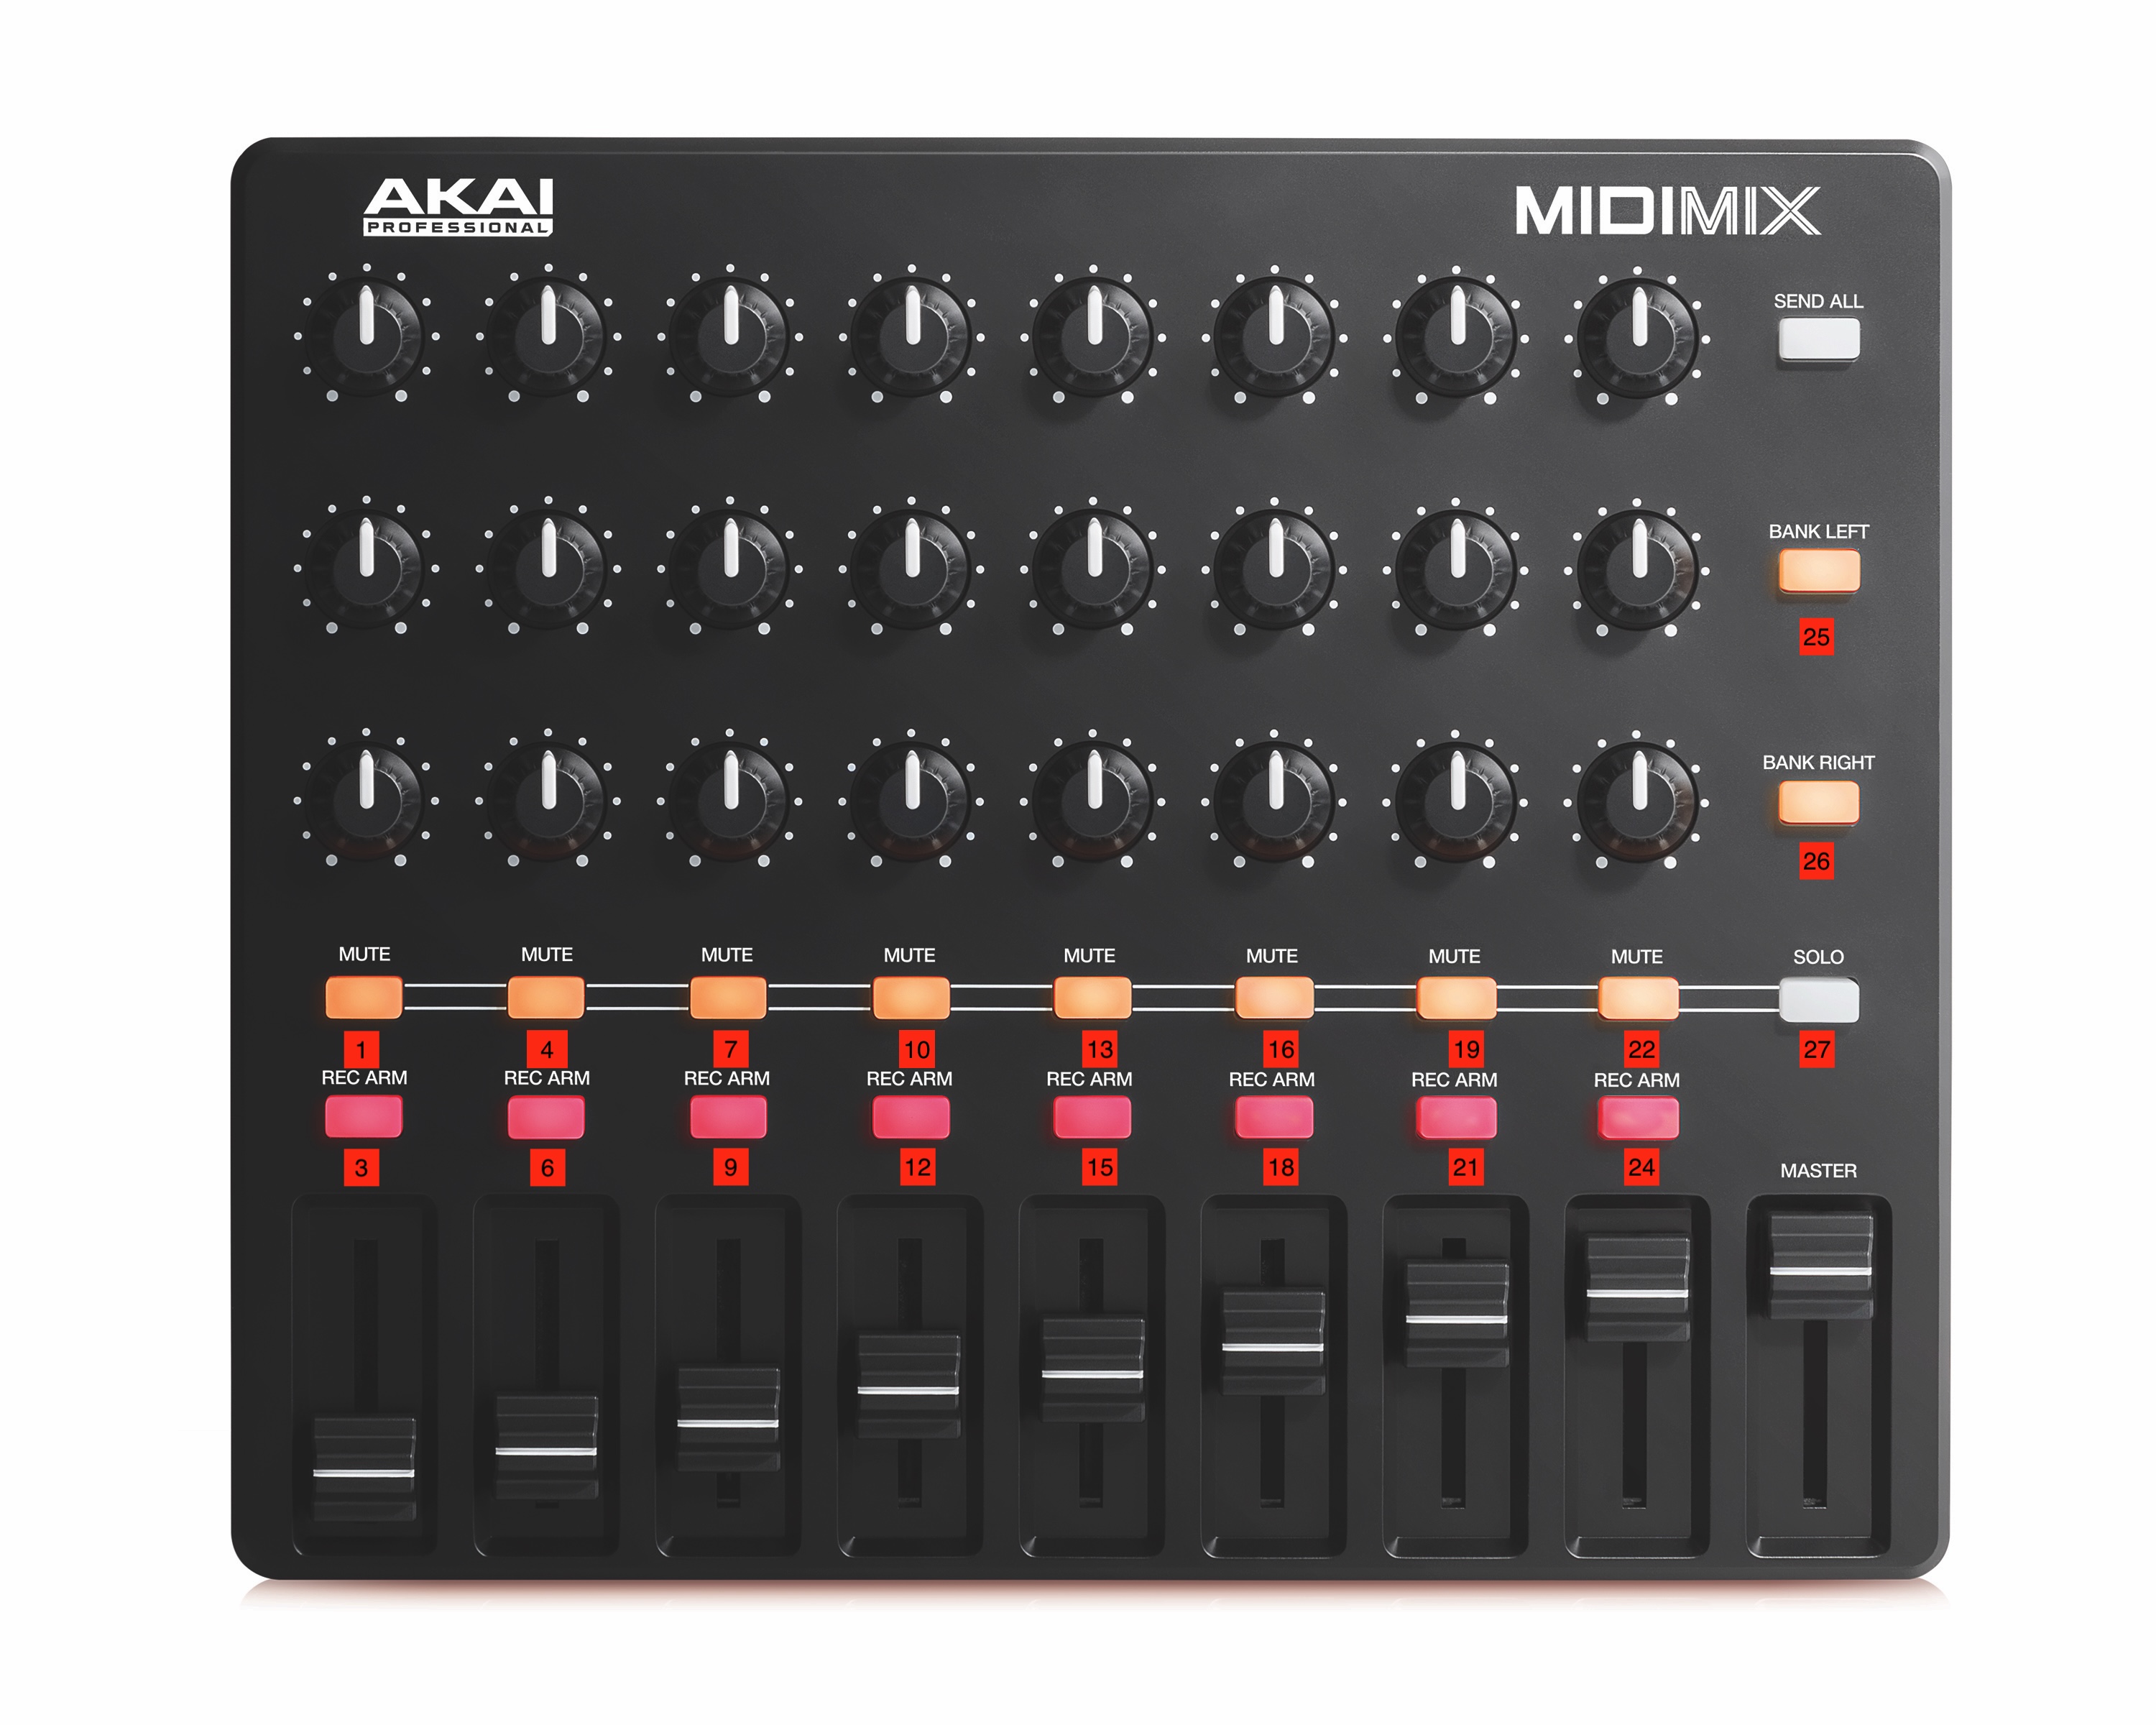 AKAI
PROFESSIONAL
MIDIMIX
SEND ALL
BANK LEFT
25
BANK RIGHT
26
MUTE MUTE MUTE MUTE MUTE MUTE MUTE MUTE SOLO
1 4 7 10 13 16 19 22 27
REC ARM REC ARM REC ARM REC ARM REC ARM REC ARM REC ARM REC ARM
3 6 9 12 15 18 21 24
MASTER